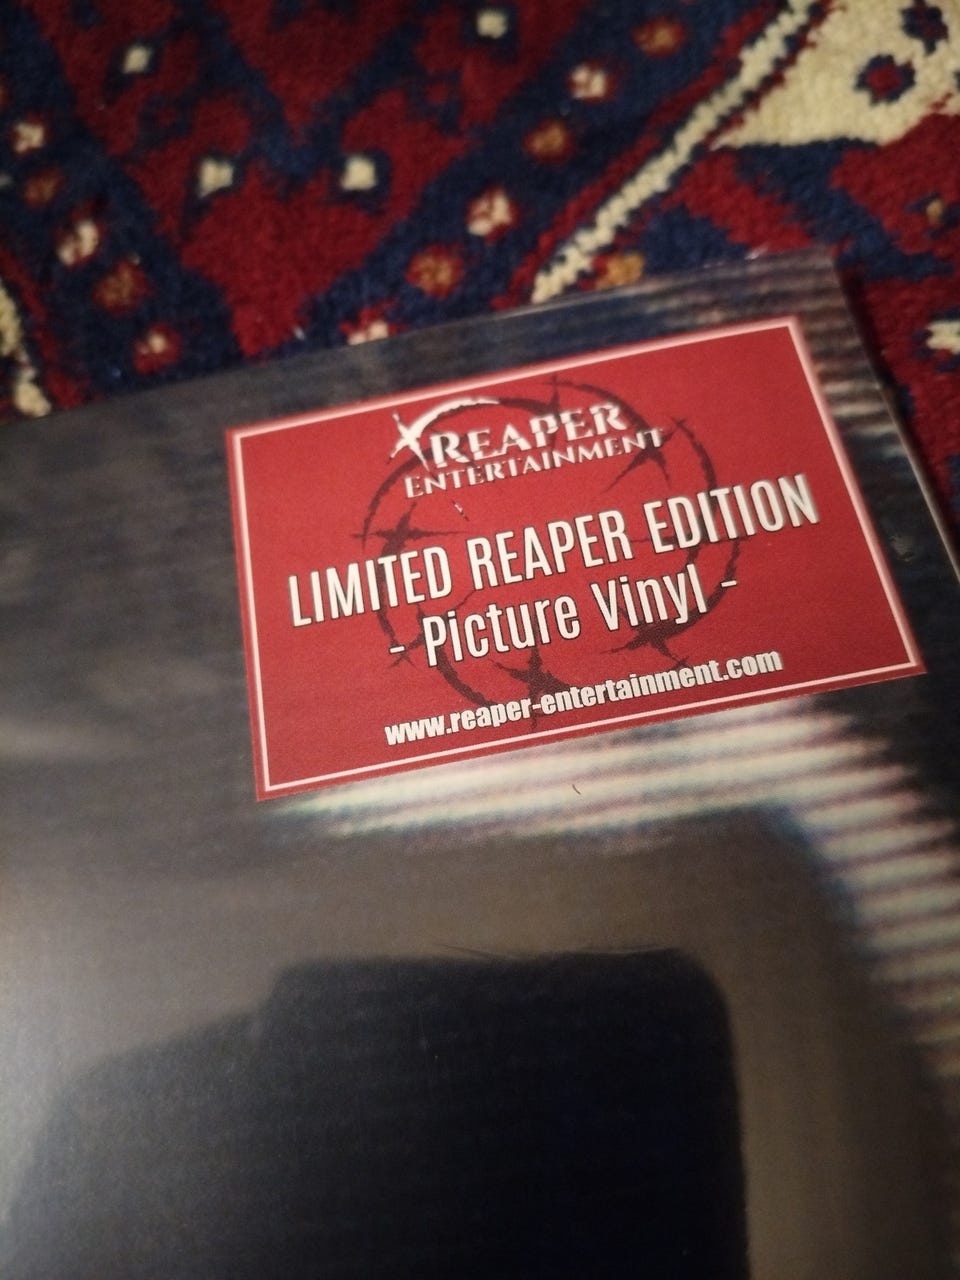 REAPER
ENTERTAINMENT
LIMITED REAPER EDITION
- Picture Vinyl -
www.reaper-entertainment.com